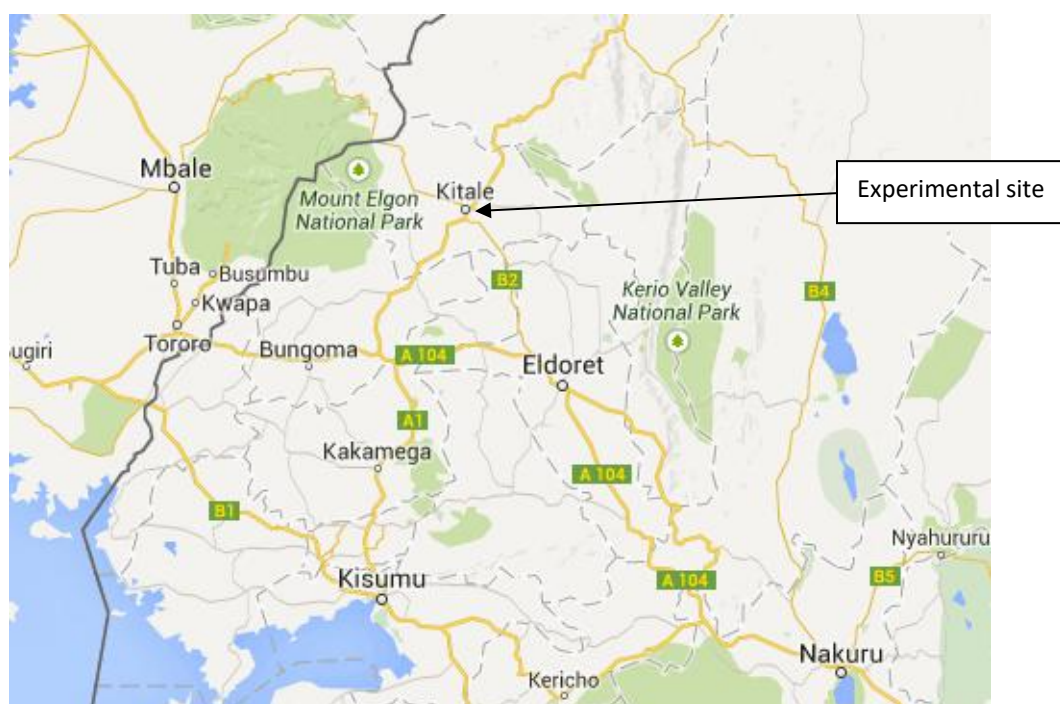 Mbale
Mount Elgon
National Park
Kitale
Experimental site
Tuba
Busumbu
Kwapa
B2
Kerio Valley
National Park
B4
ugiri
Tororo
Bungoma
A 104
Eldoret
A1
Kakamega
A 104
B1
Nyahururu
Kisumu
A 104
B5
Nakuru
Kericho